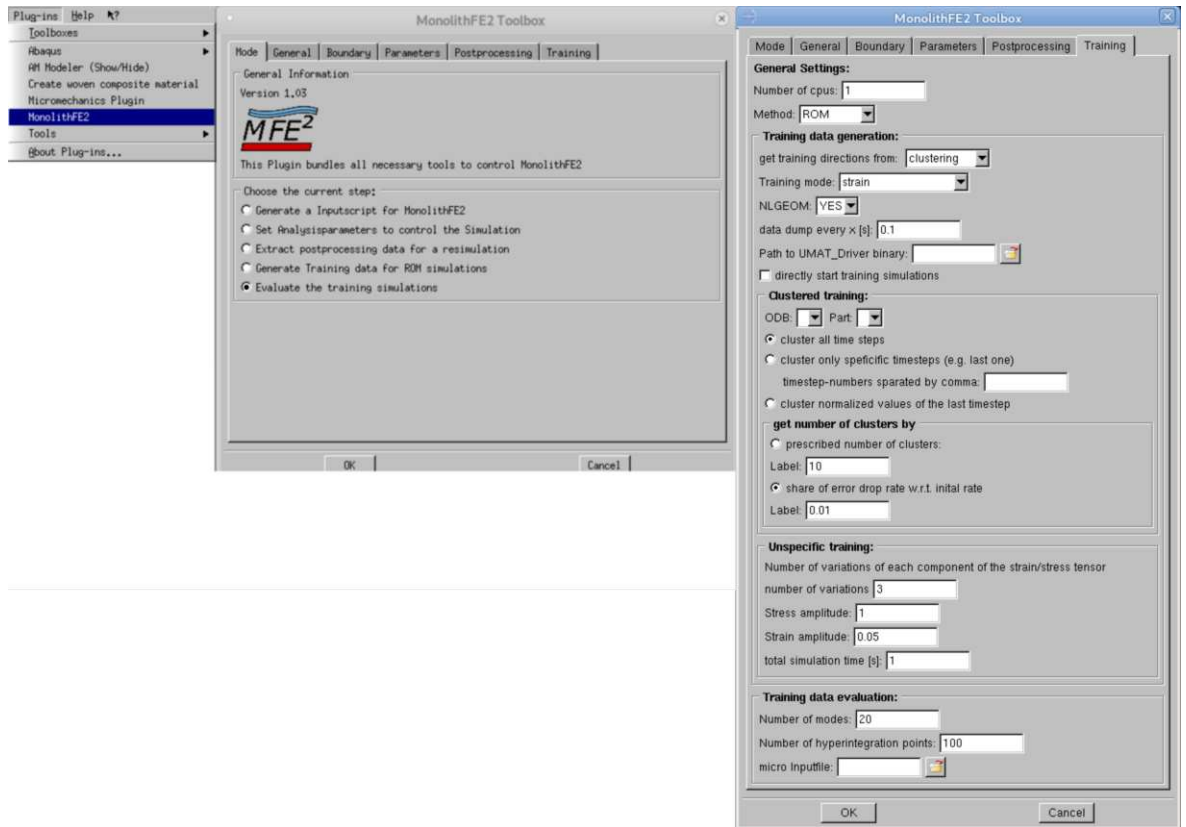 Plug-ins Help
Toolboxes
Abaqus
AM Modeler (Show/Hide)
Create woven composite material
Micromechanics Plugin
MonolithFE2
Tools
About Plug-ins...
MonolithFE2 Toolbox
Mode General Boundary Parameters Postprocessing Training
General Information
Version 1.03
MFE²
This Plugin bundles all necessary tools to control MonolithFE2
Choose the current step:
Generate a Inputscript for MonolithFE2
Set Analysisparameters to control the Simulation
Extract postprocessing data for a resimulation
Generate Training data for ROM simulations
Evaluate the training simulations
OK Cancel
MonolithFE2 Toolbox
Mode General Boundary Parameters Postprocessing Training
General Settings:
Number of cpus: 1
Method: ROM
Training data generation:
get training directions from: clustering
Training mode: strain
NLGEOM: YES
data dump every x [s]: 0.1
Path to UMAT_Driver binary:
directly start training simulations
Clustered training:
ODB: Part:
cluster all time steps
cluster only speficific timesteps (e.g. last one)
timestep-numbers sparated by comma:
cluster normalized values of the last timestep
get number of clusters by
prescribed number of clusters:
Label: 10
share of error drop rate w.r.t. inital rate
Label: 0.01
Unspecific training:
Number of variations of each component of the strain/stress tensor
number of variations 3
Stress amplitude: 1
Strain amplitude: 0.05
total simulation time [s]: 1
Training data evaluation:
Number of modes: 20
Number of hyperintegration points: 100
micro Inputfile:
OK Cancel